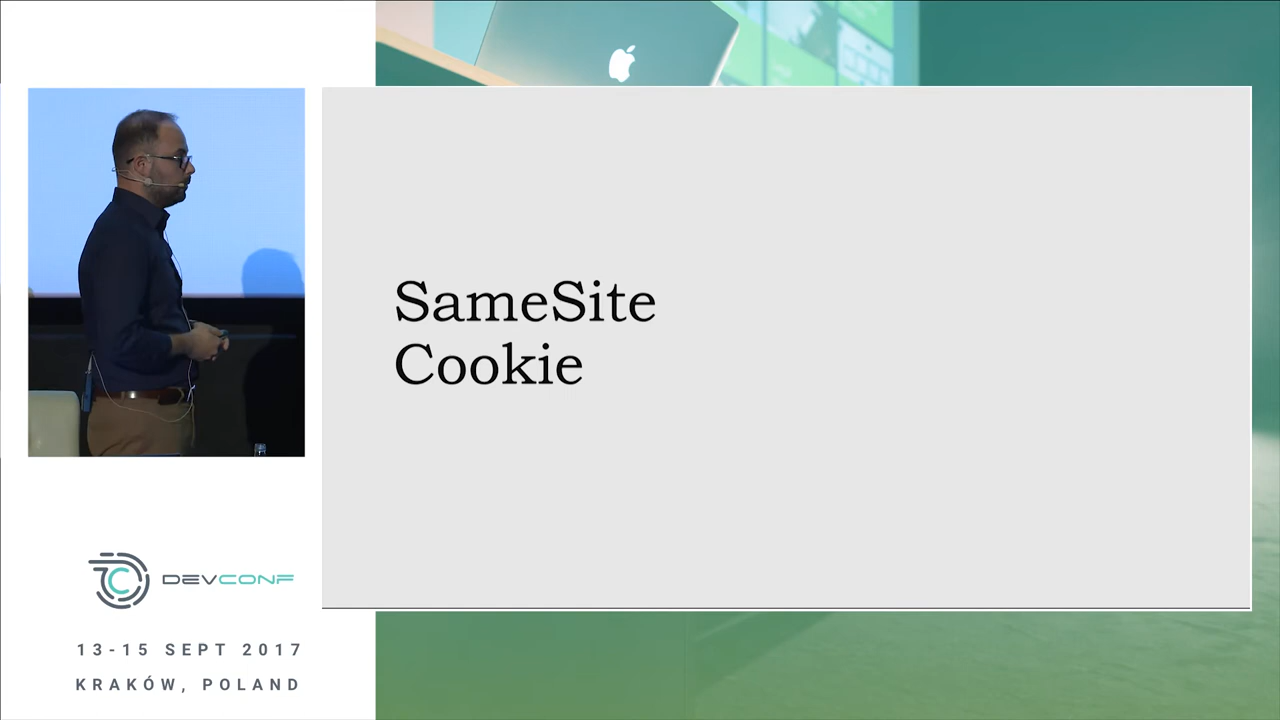 SameSite
Cookie
DEVCONF
13-15 SEPT 2017
KRAKÓW, POLAND